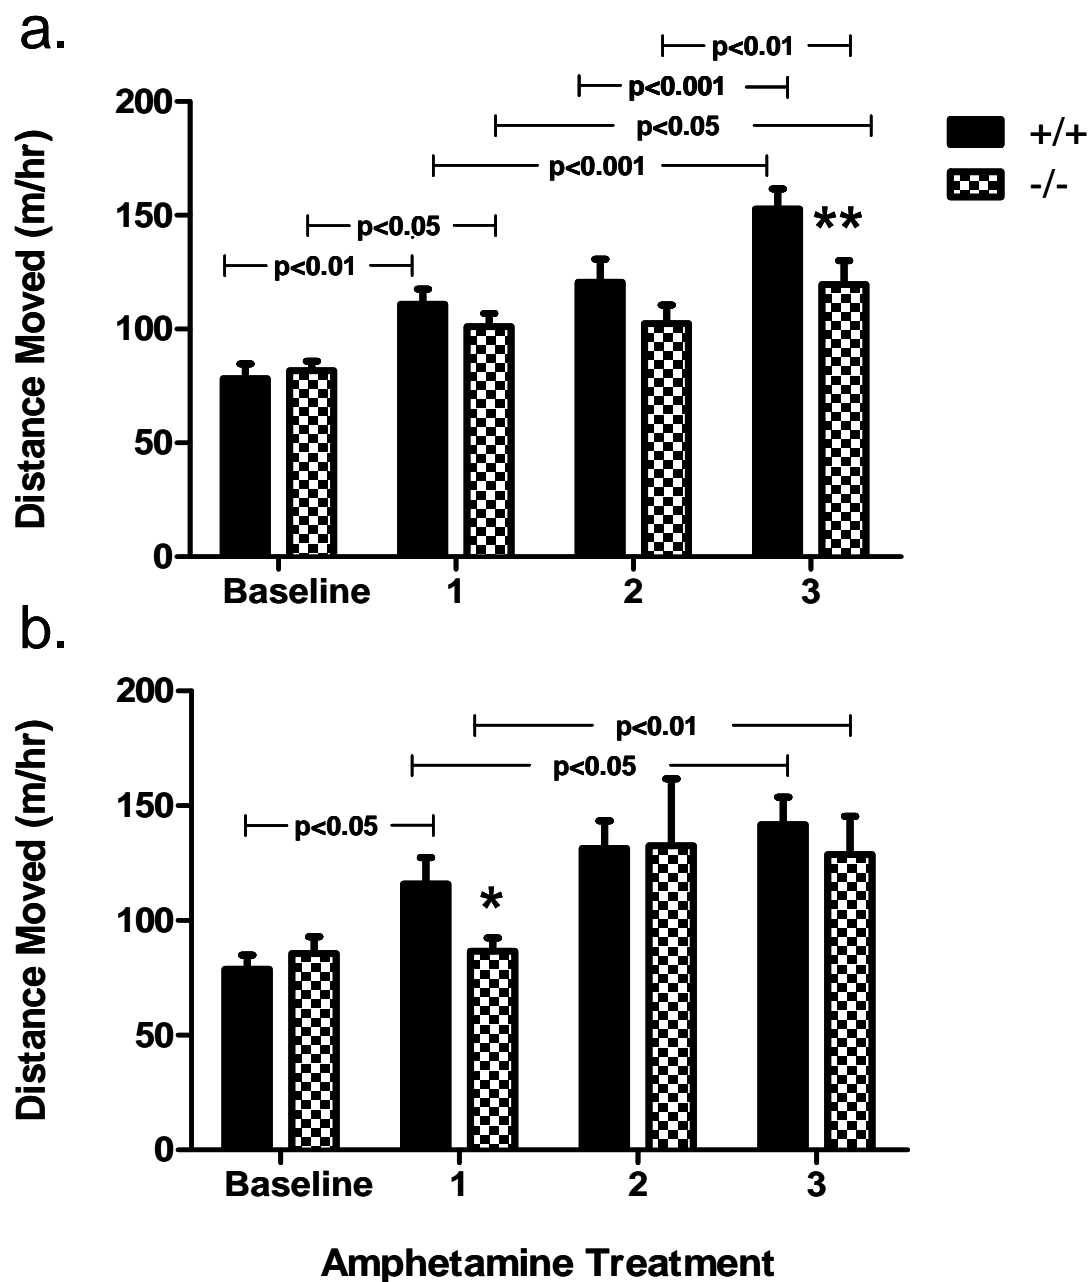 a.
p<0.01
p<0.001
p<0.05
p<0.001
p<0.05
p<0.01
**
200
150
100
50
0
Distance Moved (m/hr)
Baseline 1 2 3
+/+
-/-
b.
p<0.01
p<0.05
p<0.05
*
200
150
100
50
0
Distance Moved (m/hr)
Baseline 1 2 3
Amphetamine Treatment